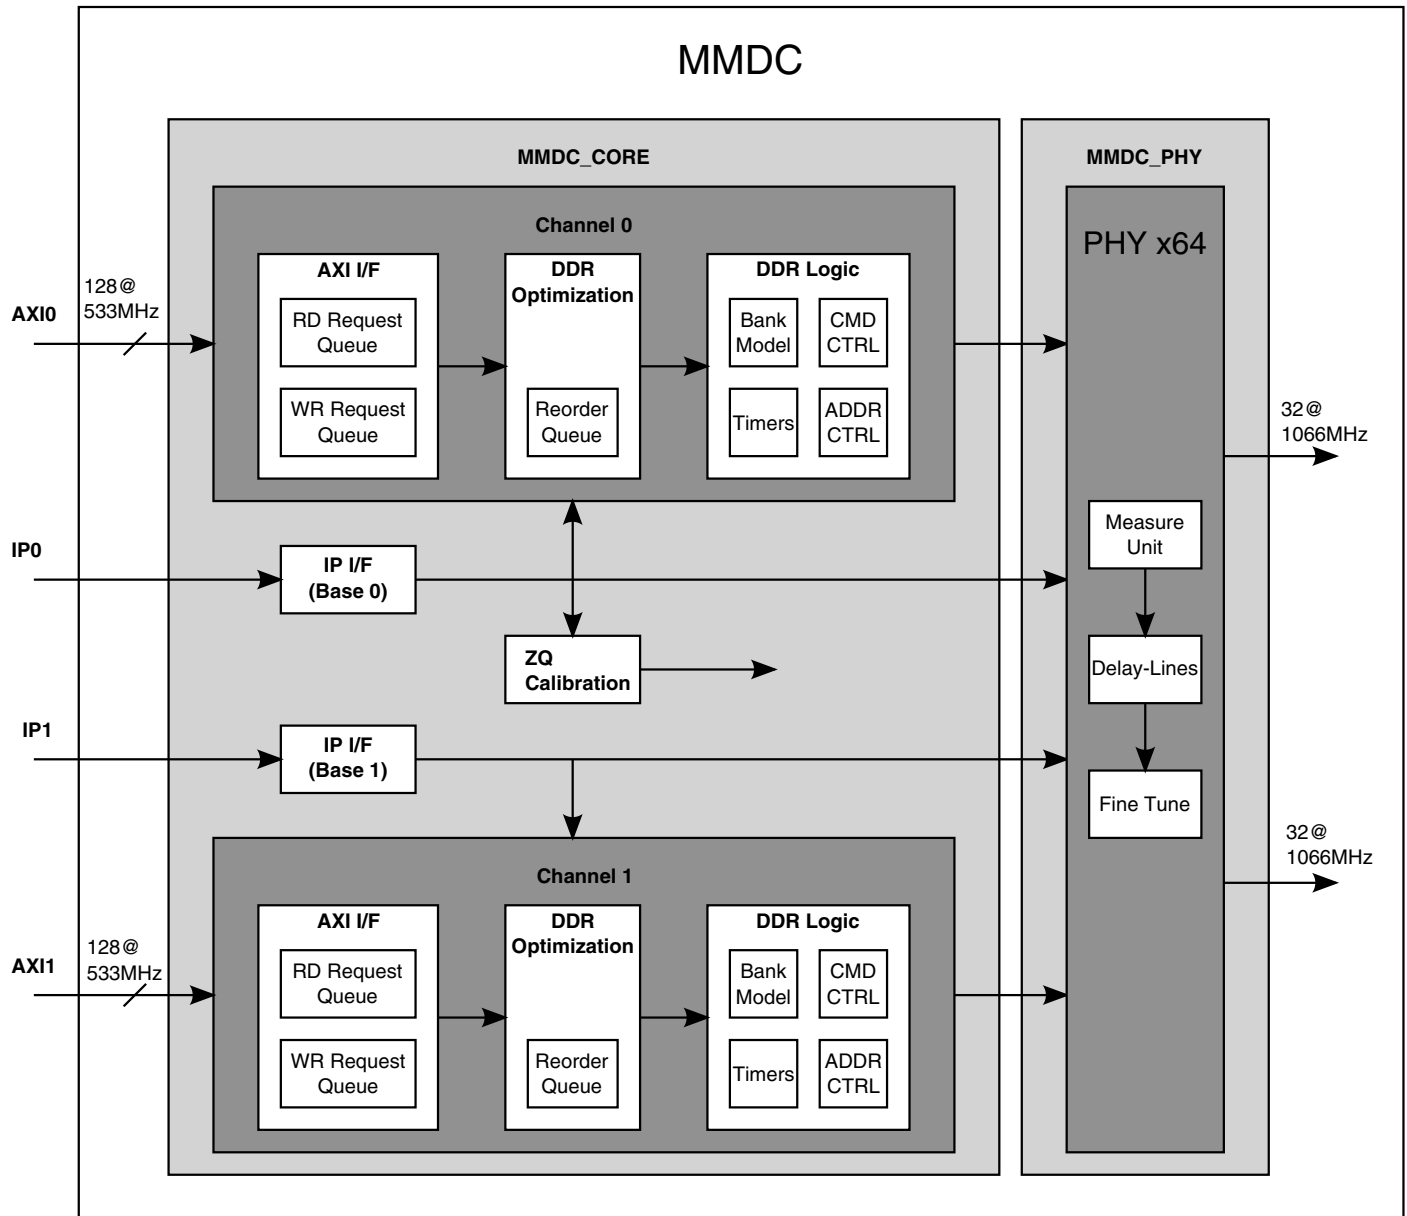 MMDC
MMDC_CORE
MMDC_PHY
Channel 0
PHY x64
AXI I/F
DDR
Optimization
DDR Logic
128@
533MHz
AXI0
RD Request
Queue
Bank
Model
CMD
CTRL
WR Request
Queue
Reorder
Queue
Timers
ADDR
CTRL
32@
1066MHz
Measure
Unit
IP0
IP I/F
(Base 0)
ZQ
Calibration
Delay-Lines
IP1
IP I/F
(Base 1)
Fine Tune
32@
1066MHz
Channel 1
AXI I/F
DDR
Optimization
DDR Logic
128@
533MHz
AXI1
RD Request
Queue
Bank
Model
CMD
CTRL
WR Request
Queue
Reorder
Queue
Timers
ADDR
CTRL